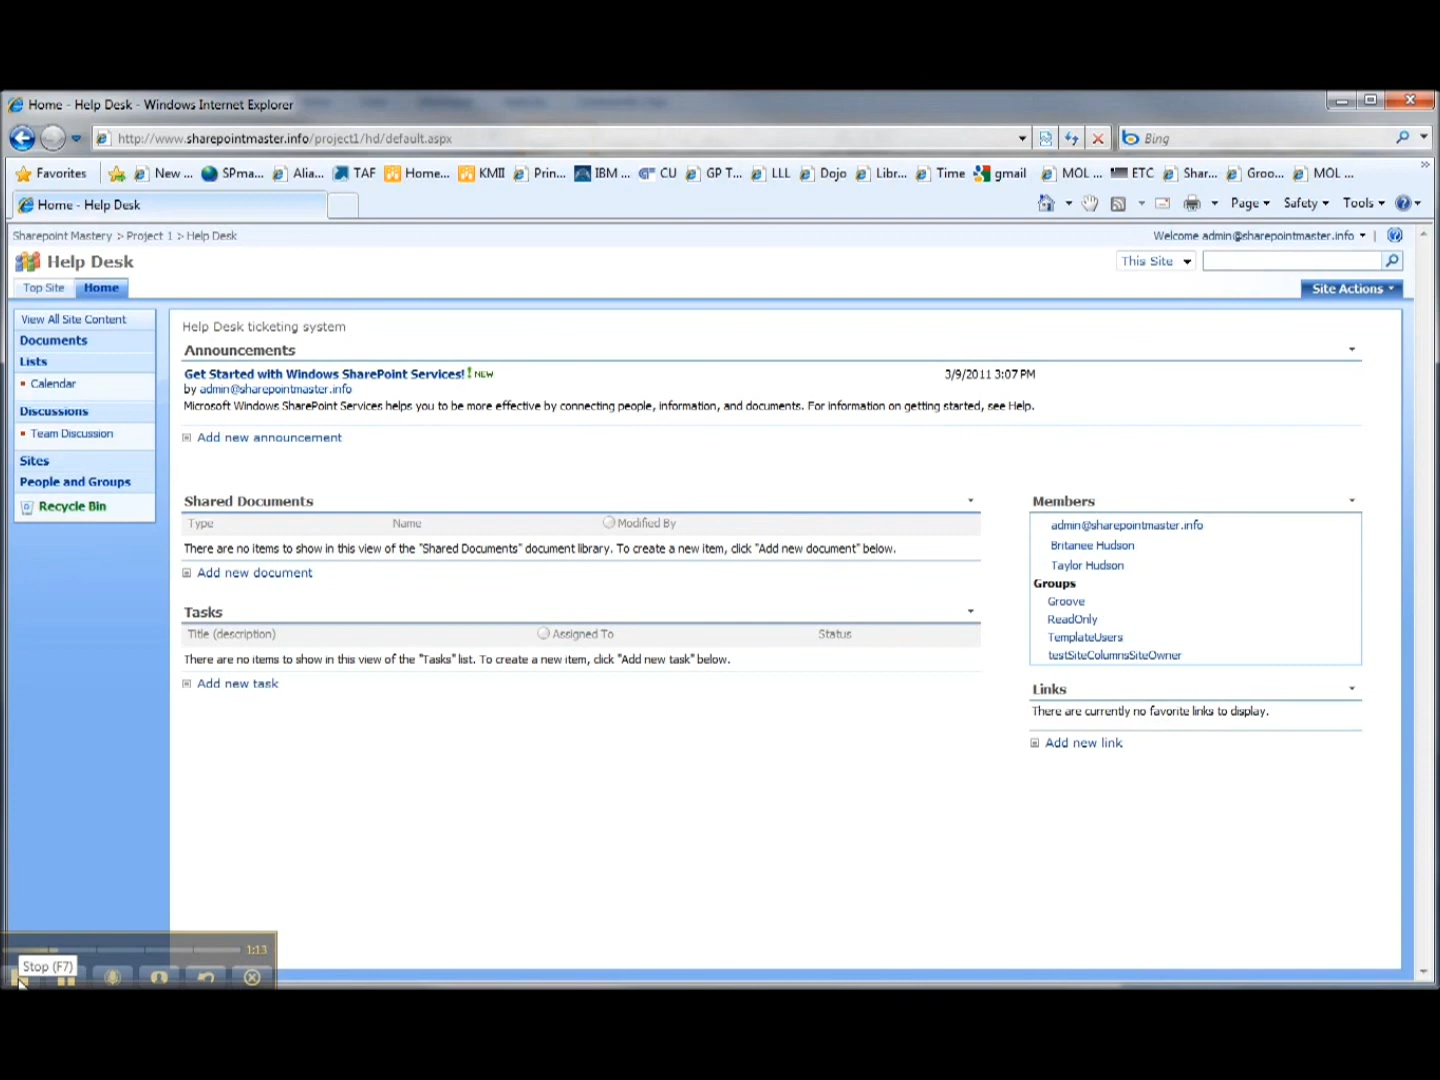 Home - Help Desk - Windows Internet Explorer
http://www.sharepointmaster.info/project1/hd/default.aspx
Bing
Favorites New ... SPma... Alia... TAF Home... KMII Prin... IBM ... CU GP T... LLL Dojo Libr... Time gmail MOL ... ETC Shar... Groo... MOL ...
Home - Help Desk
Page Safety Tools
Sharepoint Mastery > Project 1 > Help Desk
Welcome admin@sharepointmaster.info
Help Desk
This Site
Top Site Home
Site Actions
View All Site Content
Documents
Lists
Calendar
Discussions
Team Discussion
Sites
People and Groups
Recycle Bin
Help Desk ticketing system
Announcements
Get Started with Windows SharePoint Services! NEW
3/9/2011 3:07 PM
by admin@sharepointmaster.info
Microsoft Windows SharePoint Services helps you to be more effective by connecting people, information, and documents. For information on getting started, see Help.
Add new announcement
Shared Documents
Type Name Modified By
There are no items to show in this view of the "Shared Documents" document library. To create a new item, click "Add new document" below.
Add new document
Tasks
Title (description) Assigned To Status
There are no items to show in this view of the "Tasks" list. To create a new item, click "Add new task" below.
Add new task
Members
admin@sharepointmaster.info
Britanee Hudson
Taylor Hudson
Groups
Groove
ReadOnly
TemplateUsers
testSiteColumnsSiteOwner
Links
There are currently no favorite links to display.
Add new link
1:13
Stop (F7)